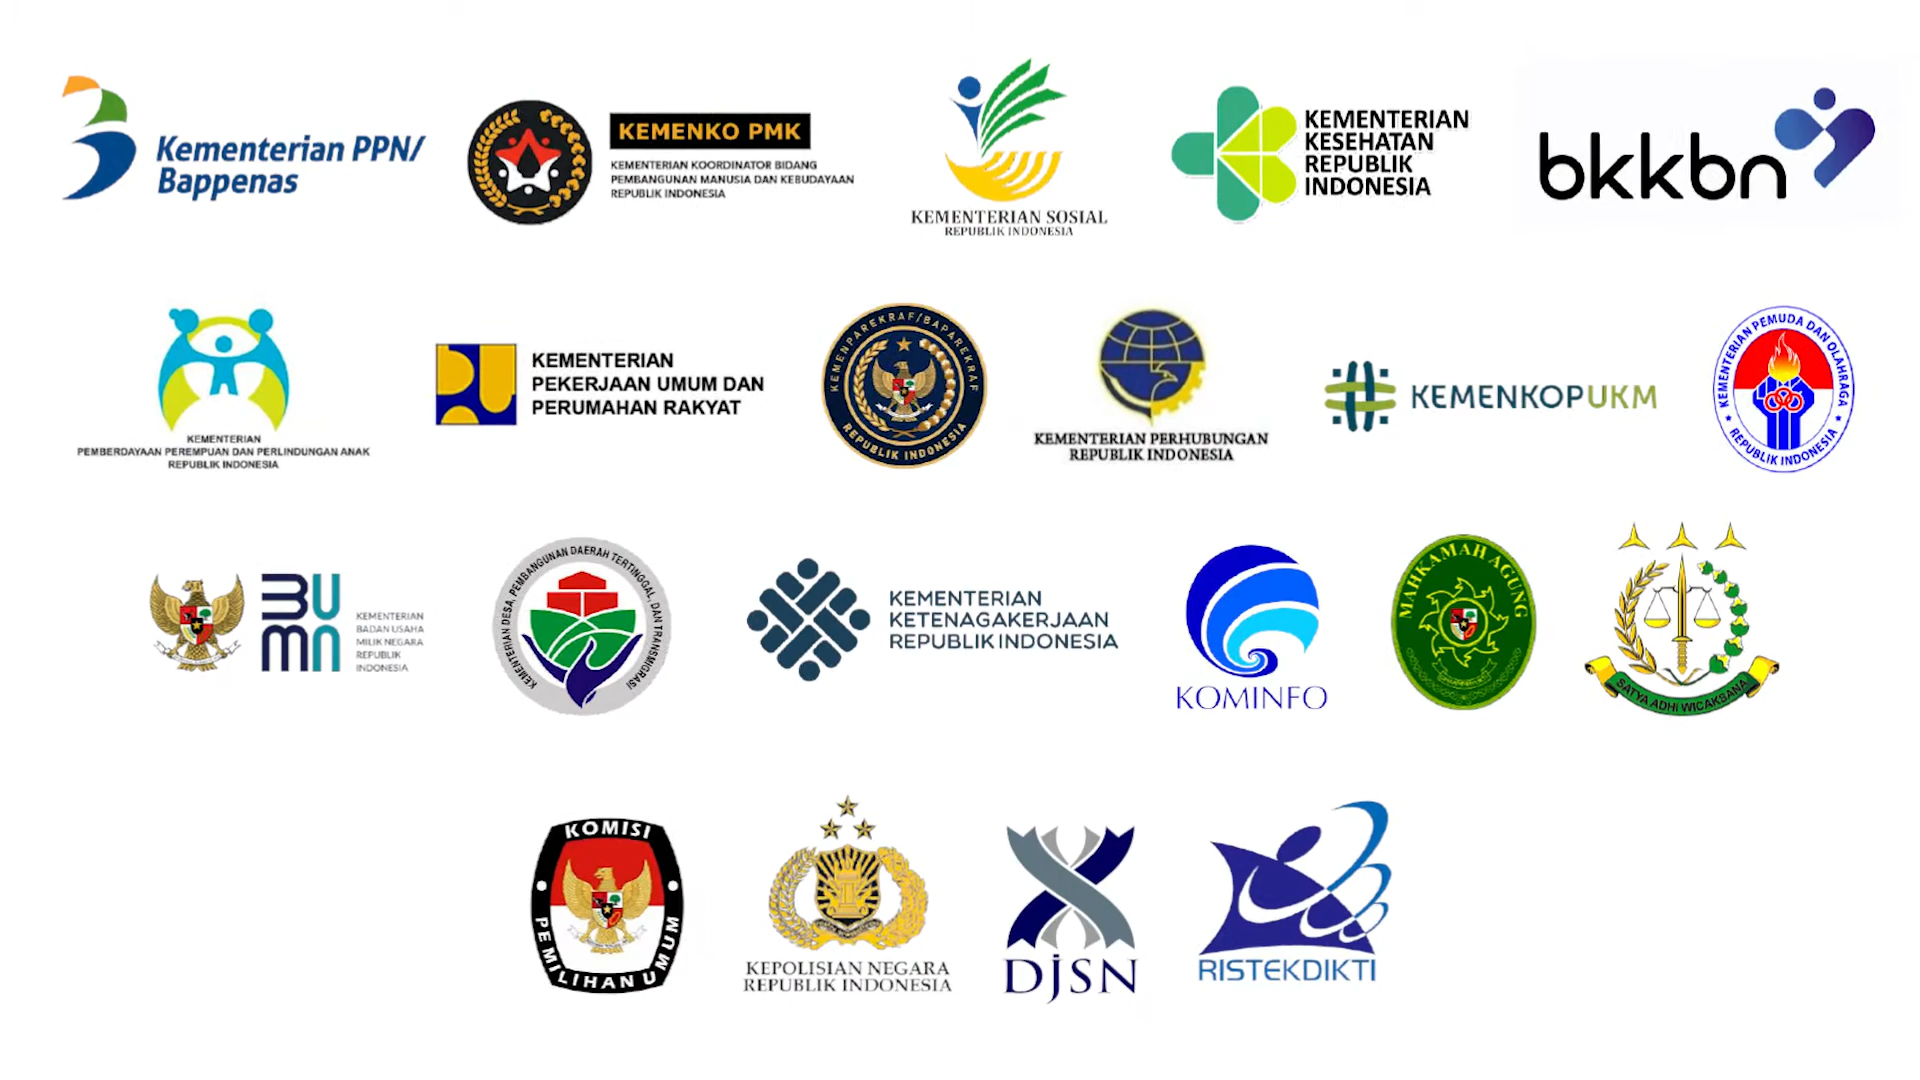 Kementerian PPN/
Bappenas
KEMENKO PMK
KEMENTERIAN KOORDINATOR BIDANG
PEMBANGUNAN MANUSIA DAN KEBUDAYAAN
REPUBLIK INDONESIA
KEMENTERIAN SOSIAL
REPUBLIK INDONESIA
KEMENTERIAN
KESEHATAN
REPUBLIK
INDONESIA
bkkbn
KEMENTERIAN
PEMBERDAYAAN PEREMPUAN DAN PERLINDUNGAN ANAK
REPUBLIK INDONESIA
KEMENTERIAN
PEKERJAAN UMUM DAN
PERUMAHAN RAKYAT
KEMENPAREKRAF/BAPAREKRAF
REPUBLIK INDONESIA
KEMENTERIAN PERHUBUNGAN
REPUBLIK INDONESIA
KEMENKOPUKM
KEMENTERIAN PEMUDA DAN OLAHRAGA
REPUBLIK INDONESIA
BUMN
KEMENTERIAN
BADAN USAHA
MILIK NEGARA
REPUBLIK
INDONESIA
KEMENTERIAN DESA, PEMBANGUNAN DAERAH TERTINGGAL, DAN TRANSMIGRASI
KEMENTERIAN
KETENAGAKERJAAN
REPUBLIK INDONESIA
KOMINFO
MAHKAMAH AGUNG
SATYA ADHI WICAKSANA
KOMISI
PEMILIHAN UMUM
KEPOLISIAN NEGARA
REPUBLIK INDONESIA
DJSN
RISTEKDIKTI